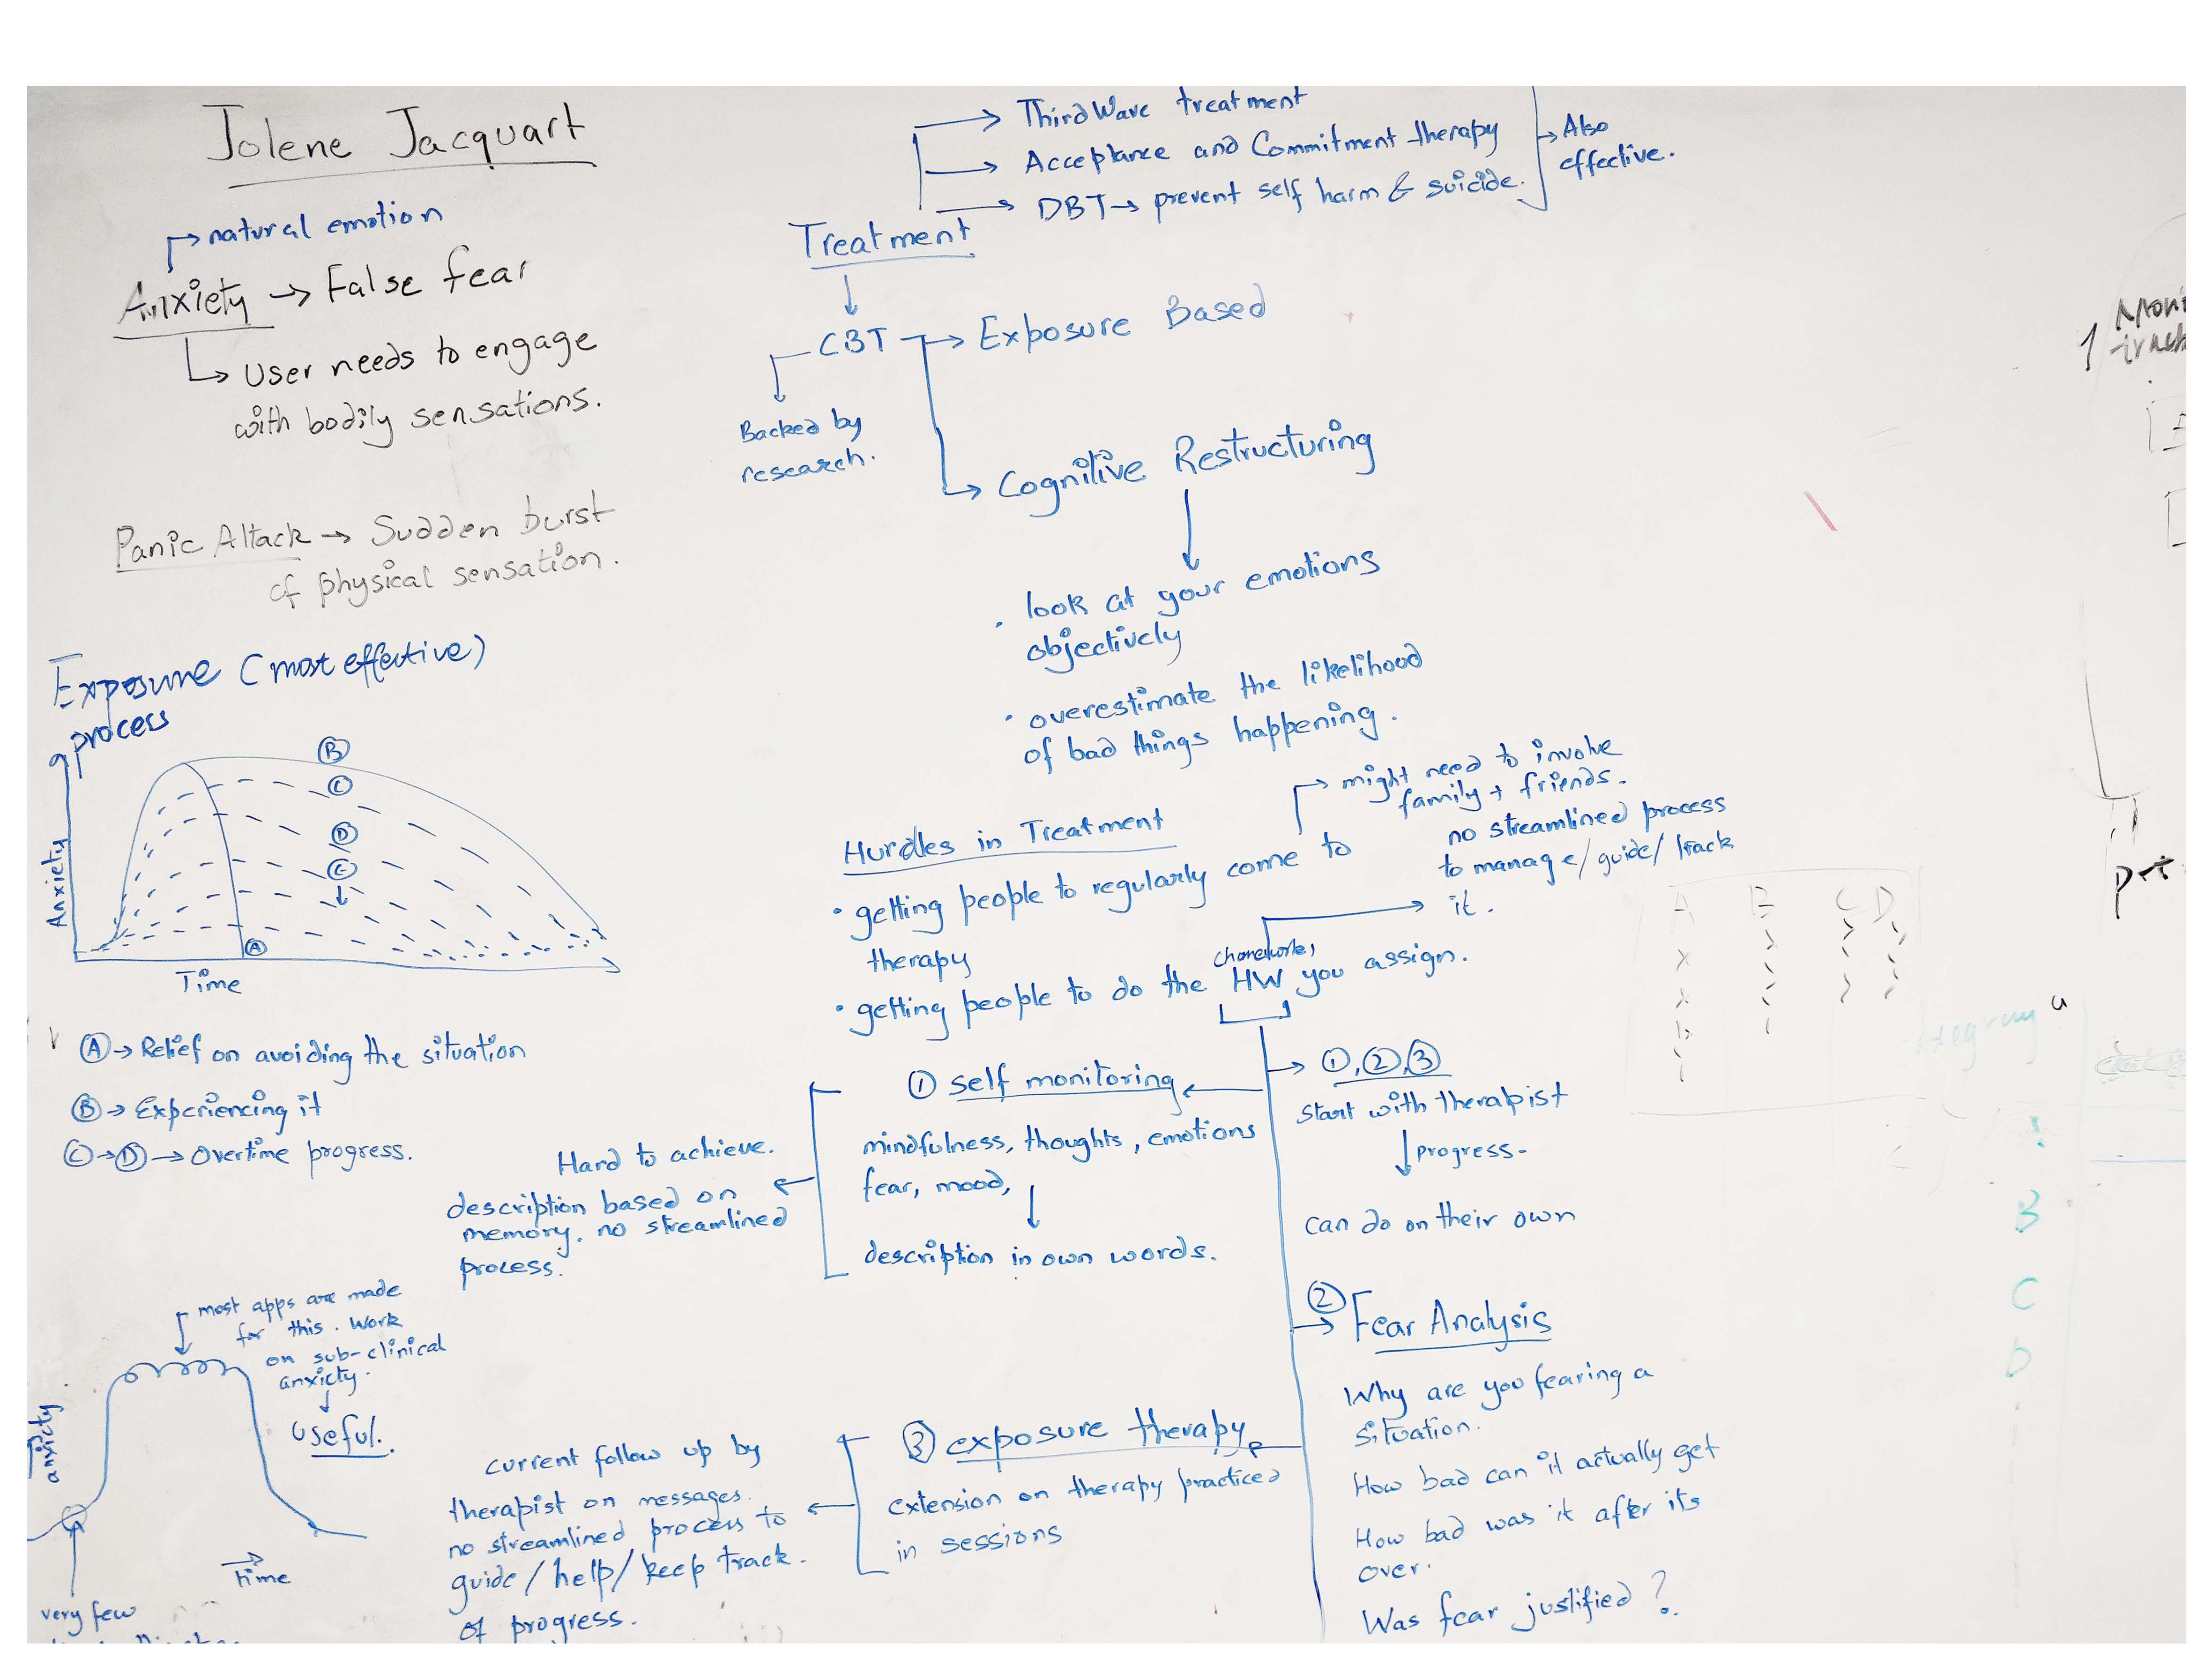 Jolene Jacquart
natural emotion
Anxiety → False fear
User needs to engage
with bodily sensations.
Panic Attack → Sudden burst
of physical sensation.
Exposure (most effective)
process
B
C
D
C
A
Anxiety
Time
A → Relief on avoiding the situation
B → Experiencing it
C → D → Overtime progress.
most apps are made
for this. Work
on sub-clinical
anxiety.
Useful.
anxiety
time
very few
Third Wave treatment
Acceptance and Commitment therapy
DBT → prevent self harm & suicide.
Also
effective.
Treatment
CBT → Exposure Based
Backed by
research.
Cognitive Restructuring
· look at your emotions
objectively
· overestimate the likelihood
of bad things happening.
Hurdles in Treatment
· getting people to regularly come to
therapy
might need to involve
family + friends.
· getting people to do the HW you assign.
no streamlined process
to manage/guide/track
it.
① self monitoring
mindfulness, thoughts, emotions
fear, mood,
description in own words.
Hard to achieve.
description based on
memory. no streamlined
process.
①,②,③
start with therapist
progress-
can do on their own
② Fear Analysis
Why are you fearing a
situation.
How bad can it actually get
How bad was it after its
over.
Was fear justified?
③ exposure therapy
extension on therapy practiced
in sessions
current follow up by
therapist on messages.
no streamlined process to
guide/help/keep track.
of progress.
A B C D
B
C
D